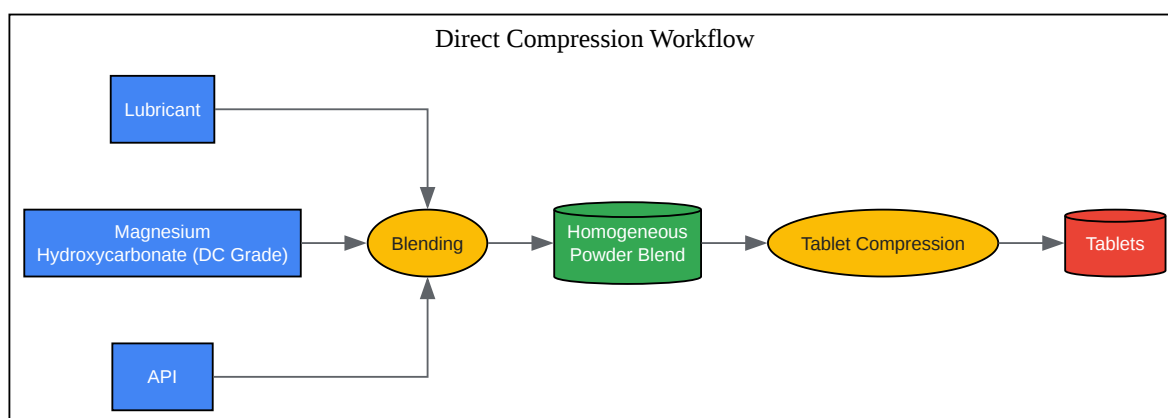 Direct Compression Workflow
Lubricant
Magnesium
Hydroxycarbonate (DC Grade)
Blending
Homogeneous
Powder Blend
Tablet Compression
Tablets
API